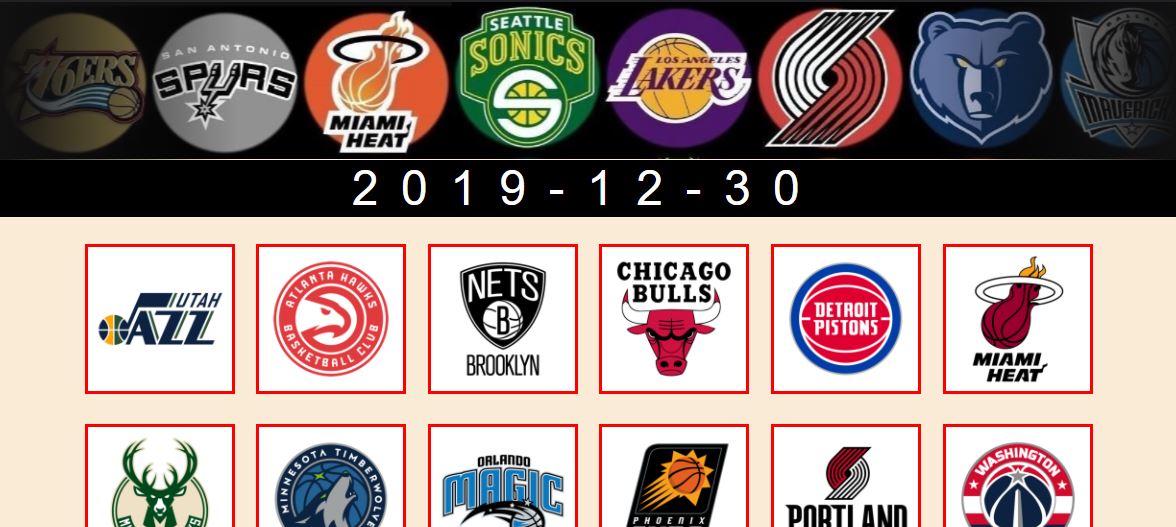 76ERS
SAN ANTONIO
SPURS
MIAMI
HEAT
SEATTLE
SONICS
LOS ANGELES
LAKERS
DALLAS
MAVERICKS
2019-12-30
UTAH
JAZZ
ATLANTA HAWKS
BASKETBALL CLUB
NETS
B
BROOKLYN
CHICAGO
BULLS
DETROIT
PISTONS
MIAMI
HEAT
MINNESOTA TIMBERWOLVES
ORLANDO
MAGIC
PHOENIX
PORTLAND
WASHINGTON